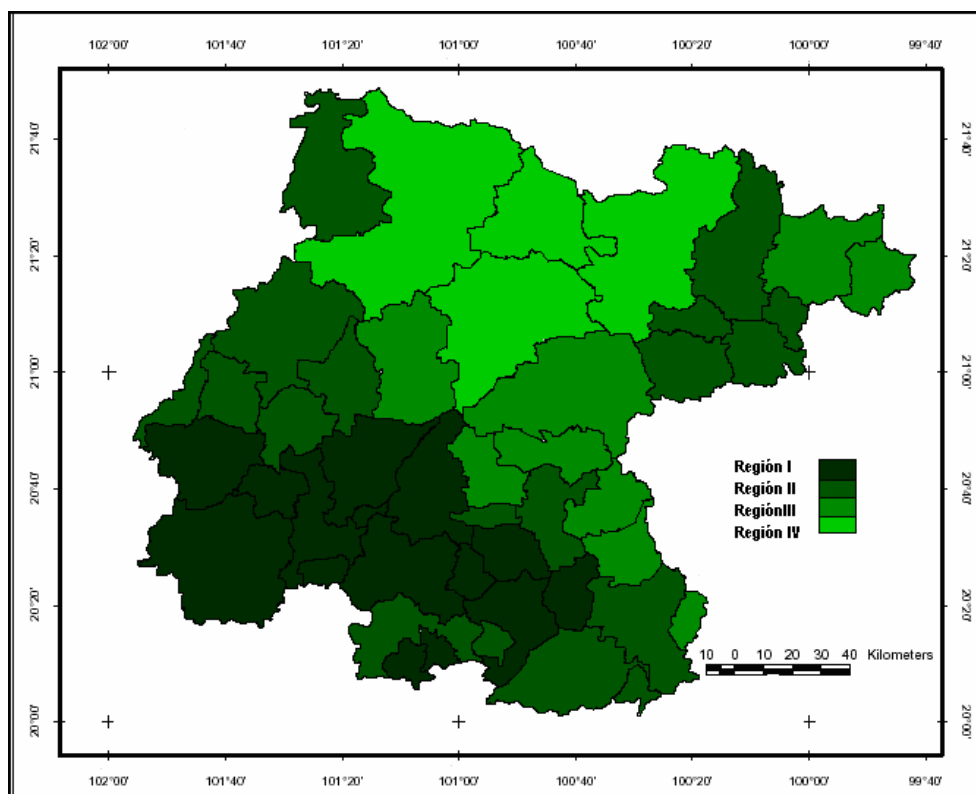 102°00' 101°40' 101°20' 101°00' 100°40' 100°20' 100°00' 99°40'
21°40' 21°40'
21°20' 21°20'
21°00' 21°00'
Región I
20°40' 20°40'
Región II
RegiónIII
Región IV
20°20' 20°20'
10 0 10 20 30 40 Kilometers
20°00' 20°00'
102°00' 101°40' 101°20' 101°00' 100°40' 100°20' 100°00' 99°40'